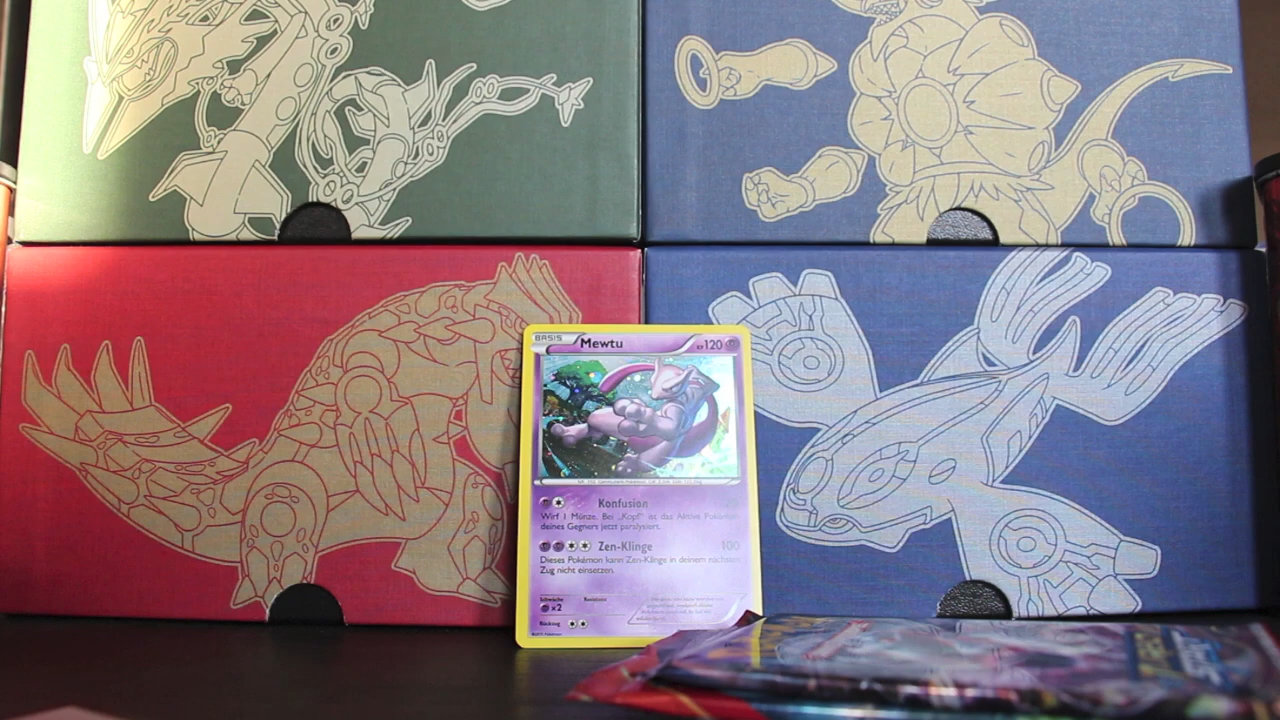 BASIS Mewtu KP120
Konfusion
Wirf 1 Münze. Bei „Kopf" ist das Aktive Pokémon
deines Gegners jetzt paralysiert.
Zen-Klinge 100
Dieses Pokémon kann Zen-Klinge in deinem nächsten
Zug nicht einsetzen.
Schwäche Resistenz
x2
Rückzug